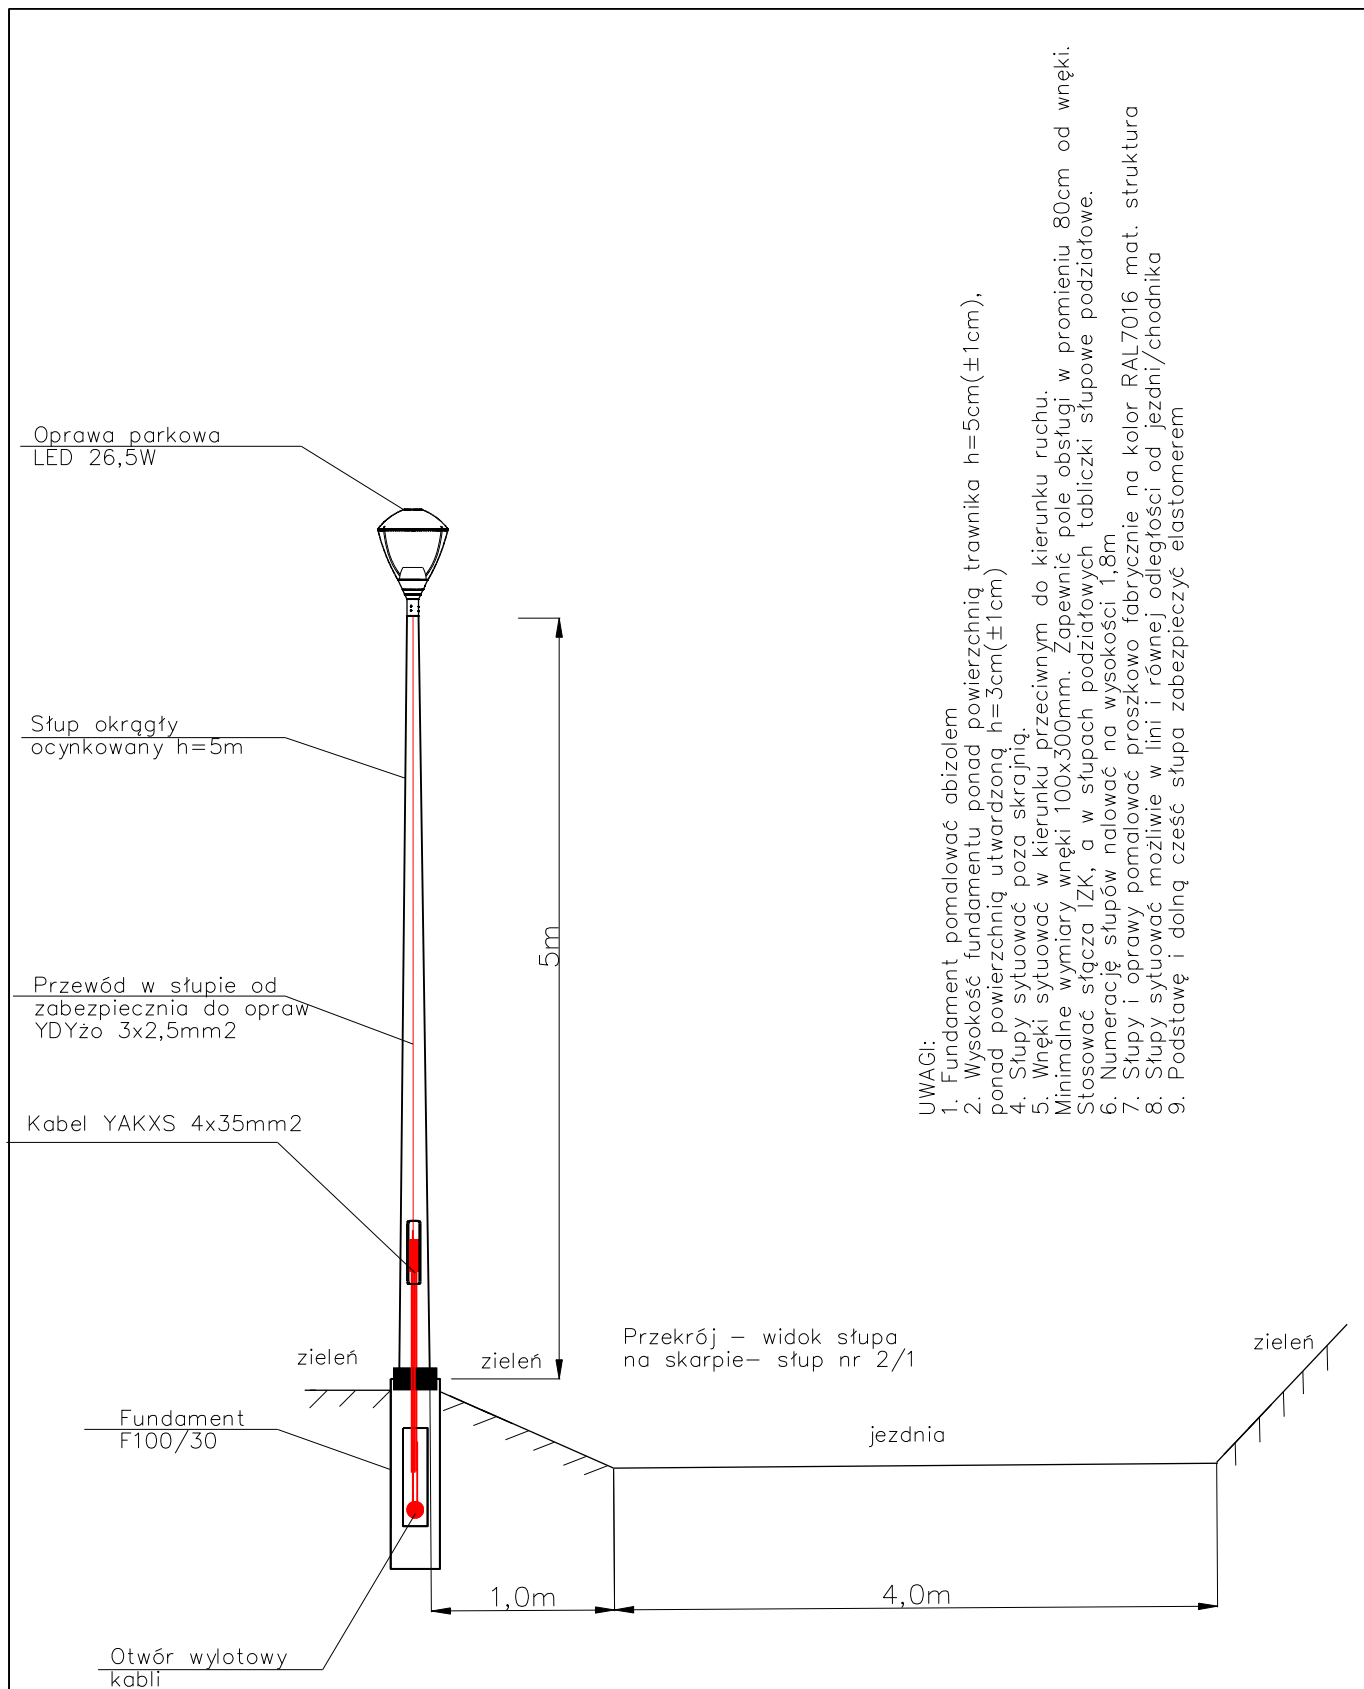 Oprawa parkowa
LED 26,5W
Słup okrągły
ocynkowany h=5m
Przewód w słupie od
zabezpiecznia do opraw
YDYżo 3x2,5mm2
Kabel YAKXS 4x35mm2
5m
zieleń
zieleń
Przekrój – widok słupa
na skarpie– słup nr 2/1
zieleń
Fundament
F100/30
jezdnia
1,0m
4,0m
Otwór wylotowy
kabli
UWAGI:
1. Fundament pomalować abizolem
2. Wysokość fundamentu ponad powierzchnią trawnika h=5cm(±1cm),
ponad powierzchnią utwardzoną h=3cm(±1cm)
4. Słupy sytuować poza skrajnią.
5. Wnęki sytuować w kierunku przeciwnym do kierunku ruchu.
Minimalne wymiary wnęki 100x300mm. Zapewnić pole obsługi w promieniu 80cm od wnęki.
Stosować słącza IZK, a w słupach podziałowych tabliczki słupowe podziałowe.
6. Numerację słupów nalować na wysokości 1,8m
7. Słupy i oprawy pomalować proszkowo fabrycznie na kolor RAL7016 mat. struktura
8. Słupy sytuować możliwie w lini i równej odległości od jezdni/chodnika
9. Podstawę i dolną cześć słupa zabezpieczyć elastomerem